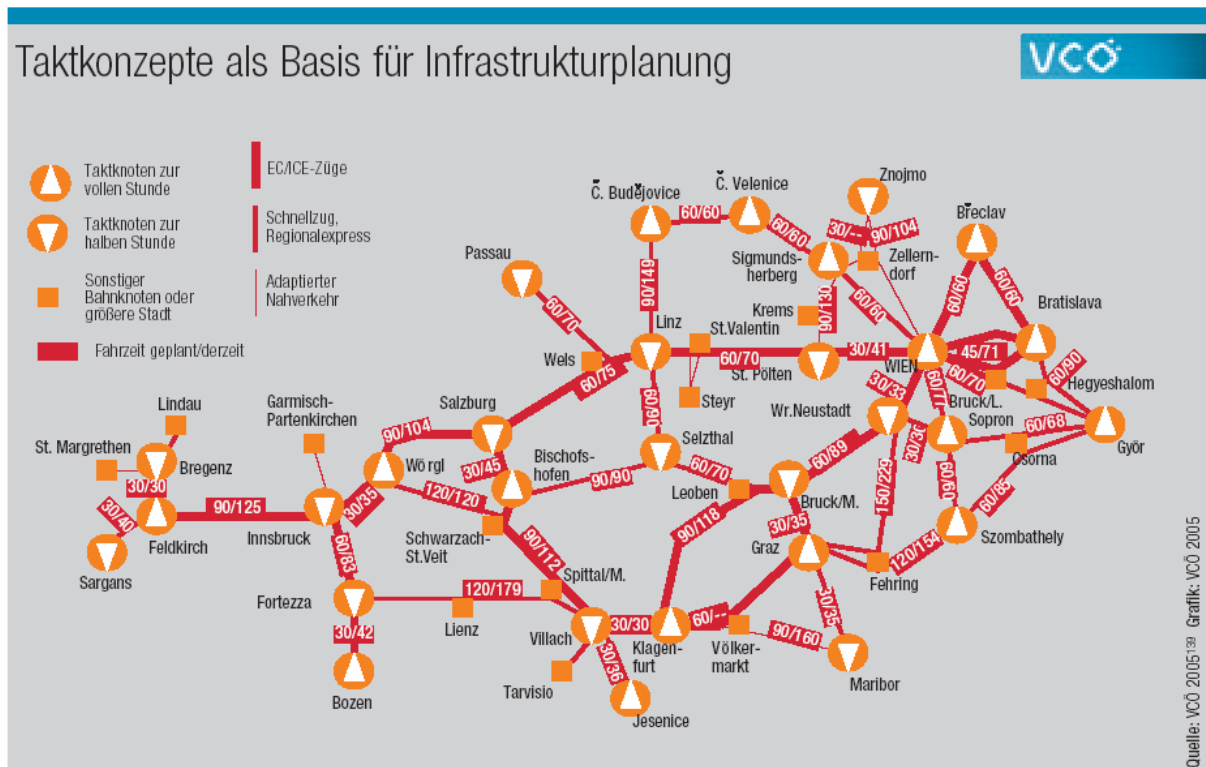 Taktkonzepte als Basis für Infrastrukturplanung
VCÖ
Taktknoten zur
vollen Stunde
Taktknoten zur
halben Stunde
Sonstiger
Bahnknoten oder
größere Stadt
Fahrzeit geplant/derzeit
EC/ICE-Züge
Schnellzug,
Regionalexpress
Adaptierter
Nahverkehr
Č. Budějovice
Č. Velenice
Znojmo
Břeclav
60/60
60/60
30/--
90/104
Passau
Sigmunds-
herberg
Zellern-
dorf
90/149
60/70
60/60
60/60
60/60
Bratislava
Krems
90/130
Linz
St.Valentin
Wels
60/75
60/70
St. Pölten
30/41
WIEN
45/71
60/70
60/90
Hegyeshalom
Steyr
Bruck/L.
Lindau
Garmisch-
Partenkirchen
Salzburg
60/90
Wr.Neustadt
30/33
60/77
Sopron
60/68
Györ
St. Margrethen
Bregenz
90/104
Wörgl
30/45
Bischofs-
hofen
Selzthal
60/70
60/89
30/30
Csorna
30/30
90/90
Leoben
Bruck/M.
150/229
60/60
60/85
30/40
90/125
30/35
120/120
Feldkirch
Innsbruck
Schwarzach-
St.Veit
90/118
30/35
Graz
Szombathely
Sargans
60/83
90/112
Fehring
120/154
Fortezza
120/179
Spittal/M.
Lienz
30/35
30/42
Villach
30/30
Klagen-
furt
60/--
Völker-
markt
90/160
Maribor
Bozen
Tarvisio
30/36
Jesenice
Quelle: VCÖ 2005¹³⁹ Grafik: VCÖ 2005